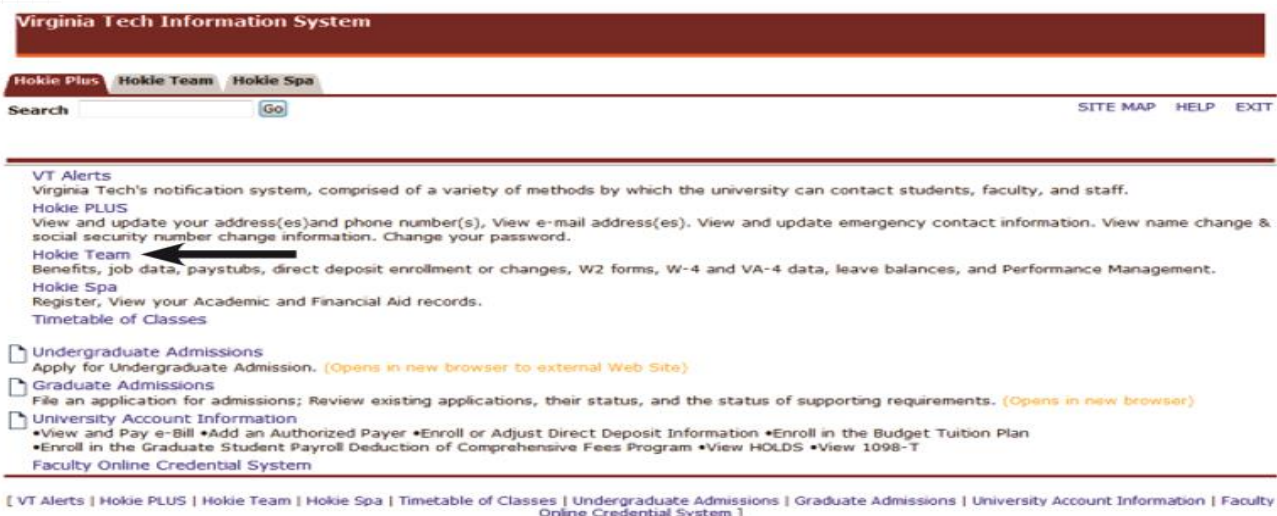 Virginia Tech Information System
Hokie Plus Hokie Team Hokie Spa
Search Go SITE MAP HELP EXIT
VT Alerts
Virginia Tech's notification system, comprised of a variety of methods by which the university can contact students, faculty, and staff.
Hokie PLUS
View and update your address(es)and phone number(s), View e-mail address(es). View and update emergency contact information. View name change &
social security number change information. Change your password.
Hokie Team
Benefits, job data, paystubs, direct deposit enrollment or changes, W2 forms, W-4 and VA-4 data, leave balances, and Performance Management.
Hokie Spa
Register, View your Academic and Financial Aid records.
Timetable of Classes
Undergraduate Admissions
Apply for Undergraduate Admission. (Opens in new browser to external Web Site)
Graduate Admissions
File an application for admissions; Review existing applications, their status, and the status of supporting requirements. (Opens in new browser)
University Account Information
•View and Pay e-Bill •Add an Authorized Payer •Enroll or Adjust Direct Deposit Information •Enroll in the Budget Tuition Plan
•Enroll in the Graduate Student Payroll Deduction of Comprehensive Fees Program •View HOLDS •View 1098-T
Faculty Online Credential System
[ VT Alerts | Hokie PLUS | Hokie Team | Hokie Spa | Timetable of Classes | Undergraduate Admissions | Graduate Admissions | University Account Information | Faculty
Online Credential System ]